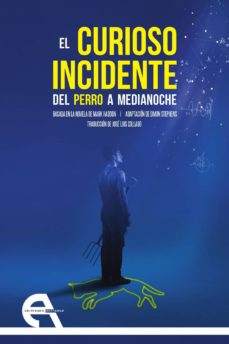 EL CURIOSO
INCIDENTE
DEL PERRO A MEDIANOCHE
BASADA EN LA NOVELA DE MARK HADDON | ADAPTACIÓN DE SIMON STEPHENS
TRADUCCIÓN DE JOSÉ LUIS COLLADO